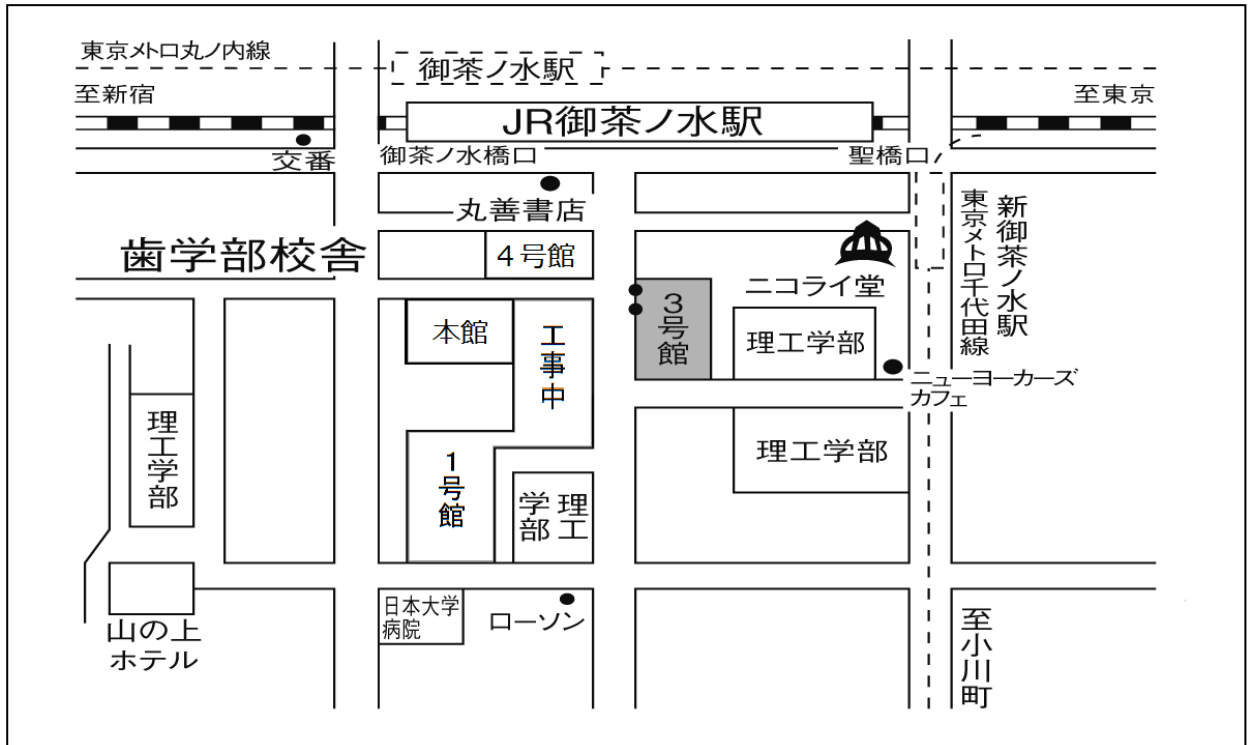 東京メトロ丸ノ内線
御茶ノ水駅
至新宿
至東京
JR御茶ノ水駅
交番
御茶ノ水橋口
聖橋口
丸善書店
新御茶ノ水駅
東京メトロ千代田線
歯学部校舎
4号館
ニコライ堂
3号館
本館
工事中
理工学部
ニューヨーカーズ
カフェ
理工学部
1号館
理工
学部
理工学部
山の上
ホテル
日本大学
病院
ローソン
至小川町